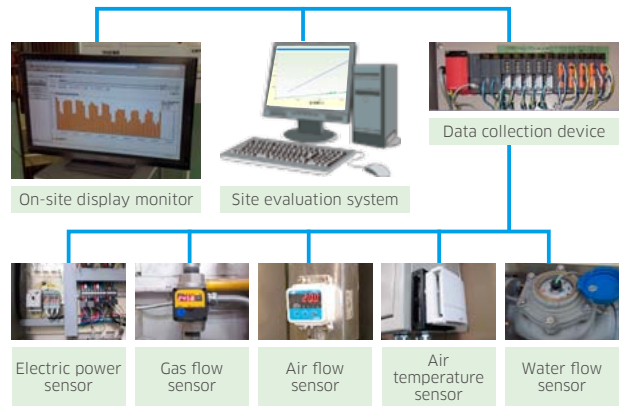 On-site display monitor
Site evaluation system
Data collection device
Electric power
sensor
Gas flow
sensor
Air flow
sensor
Air
temperature
sensor
Water flow
sensor